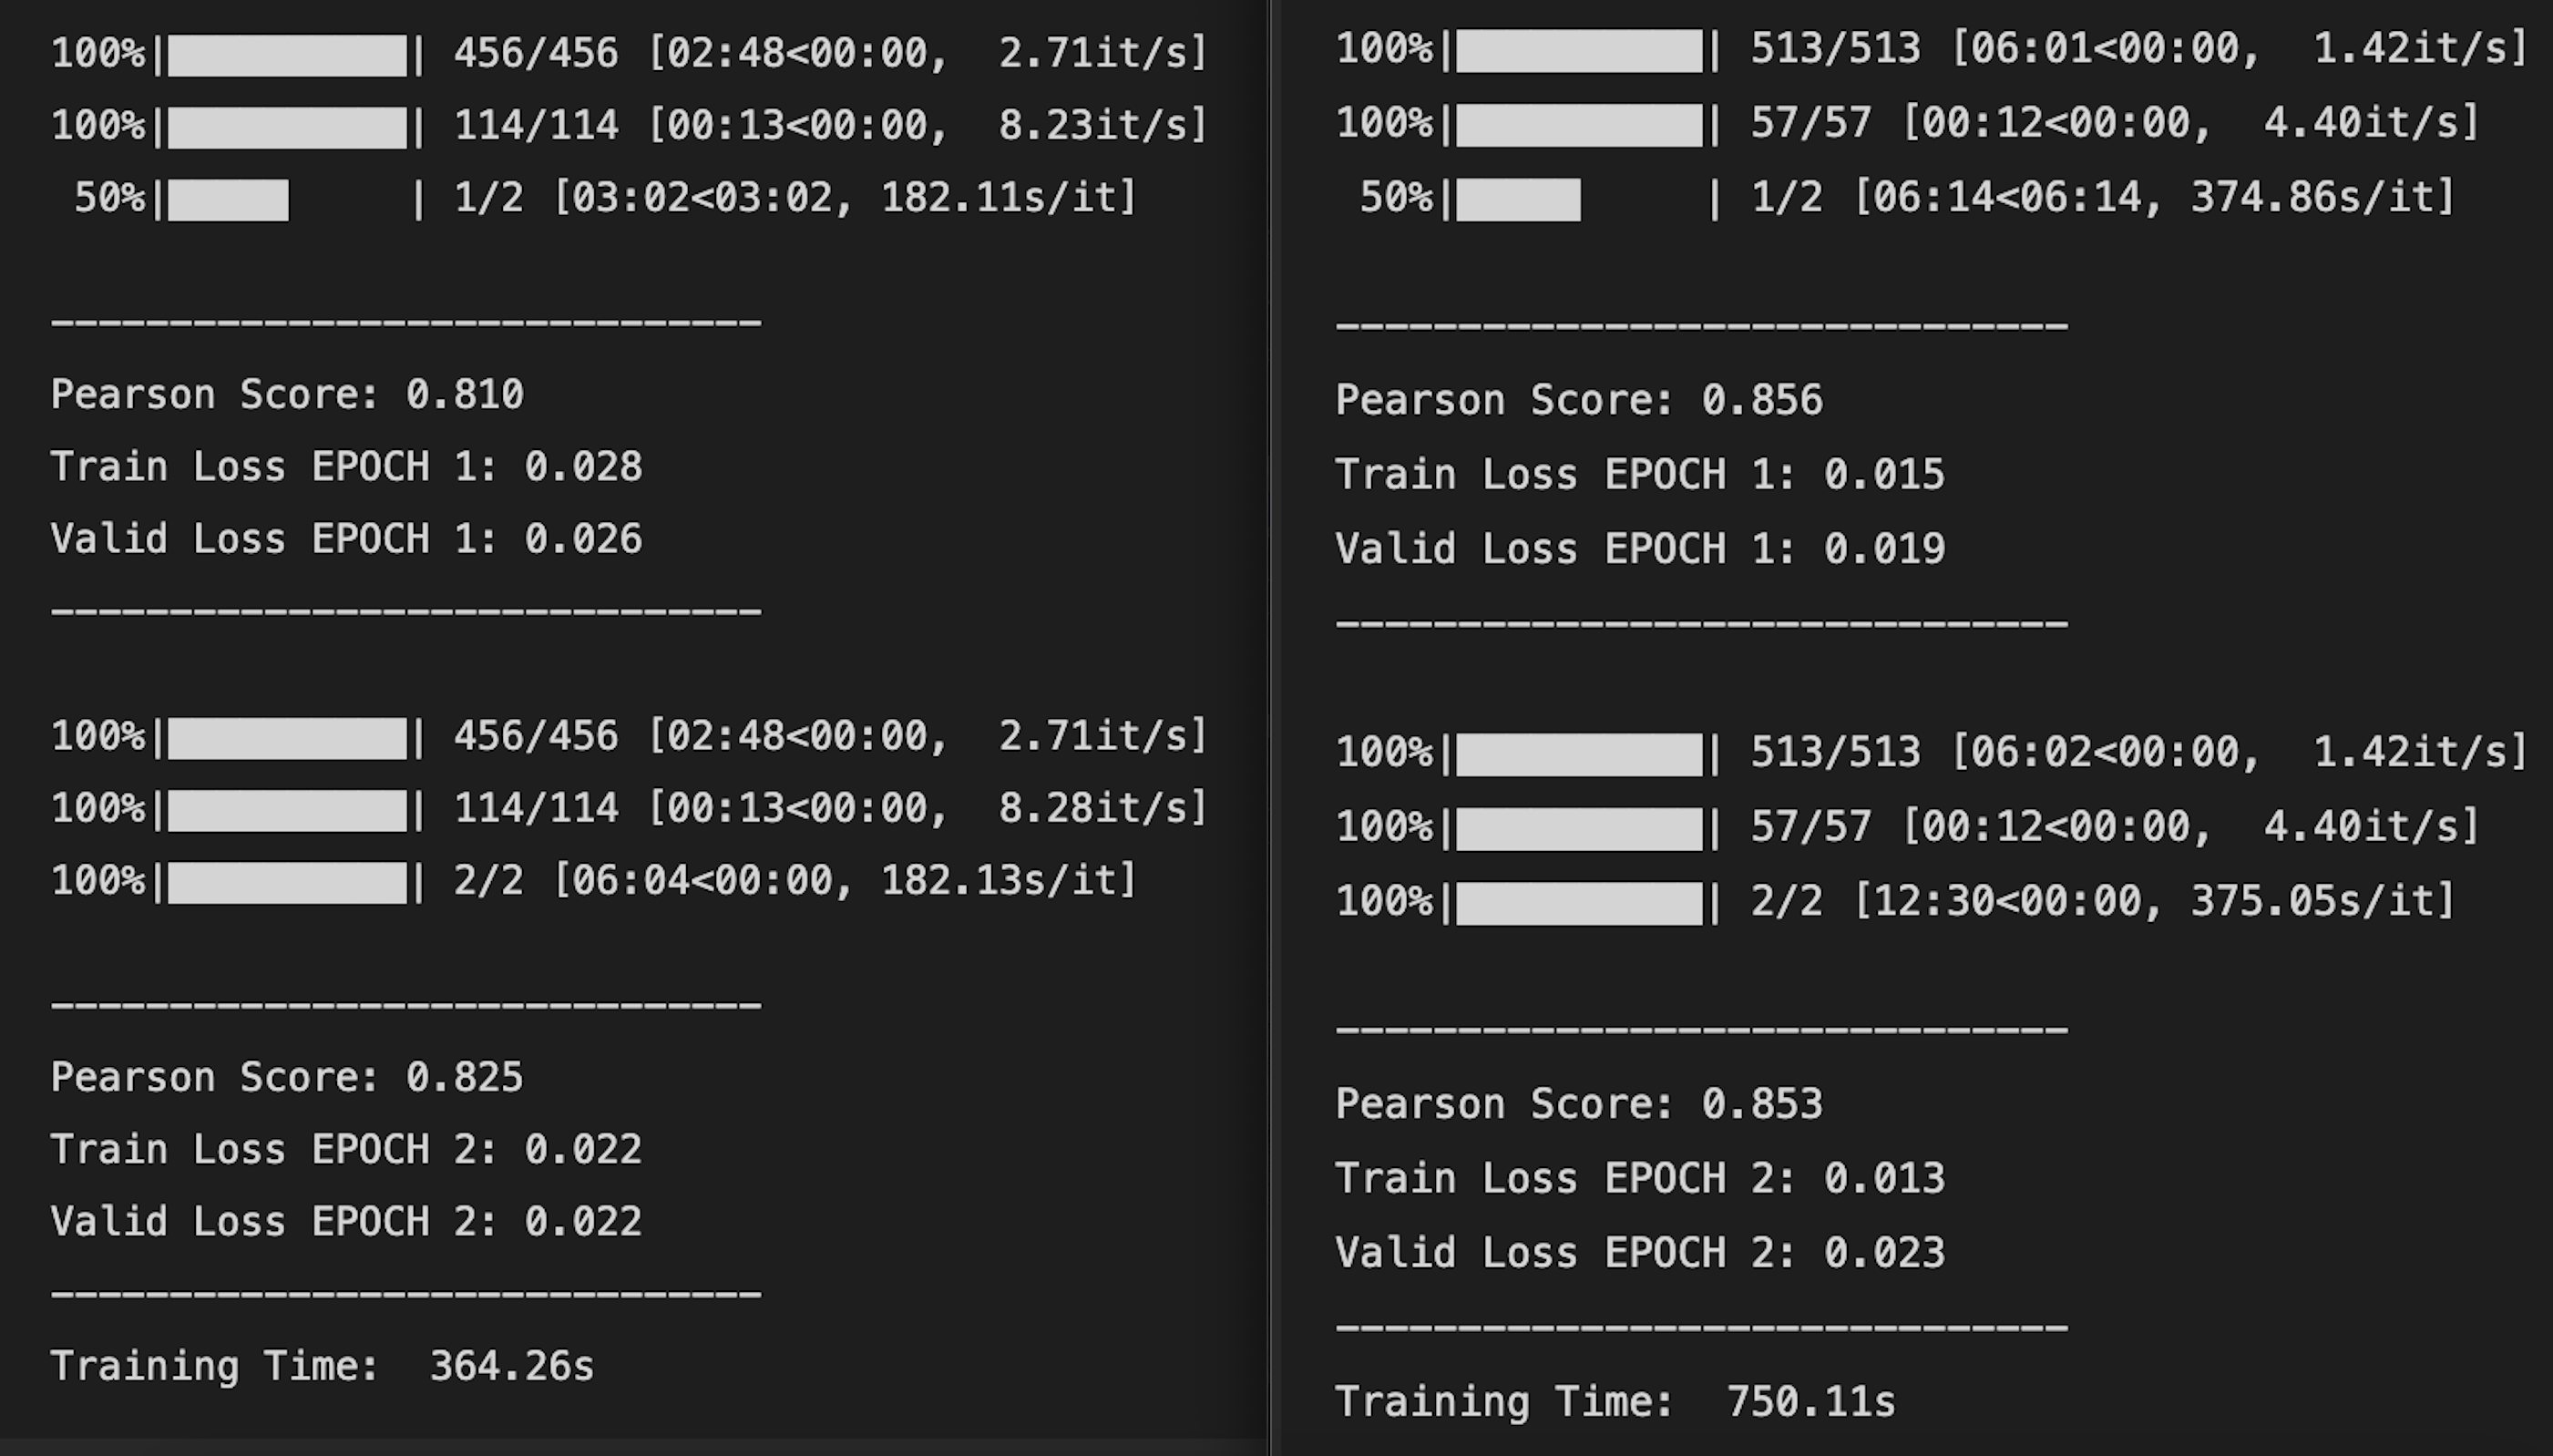 100%|██████████| 456/456 [02:48<00:00,  2.71it/s]
100%|██████████| 114/114 [00:13<00:00,  8.23it/s]
 50%|█████     | 1/2 [03:02<03:02, 182.11s/it]
------------------------------
Pearson Score: 0.810
Train Loss EPOCH 1: 0.028
Valid Loss EPOCH 1: 0.026
------------------------------
100%|██████████| 456/456 [02:48<00:00,  2.71it/s]
100%|██████████| 114/114 [00:13<00:00,  8.28it/s]
100%|██████████| 2/2 [06:04<00:00, 182.13s/it]
------------------------------
Pearson Score: 0.825
Train Loss EPOCH 2: 0.022
Valid Loss EPOCH 2: 0.022
------------------------------
Training Time:  364.26s
100%|██████████| 513/513 [06:01<00:00,  1.42it/s]
100%|██████████| 57/57 [00:12<00:00,  4.40it/s]
 50%|█████     | 1/2 [06:14<06:14, 374.86s/it]
------------------------------
Pearson Score: 0.856
Train Loss EPOCH 1: 0.015
Valid Loss EPOCH 1: 0.019
------------------------------
100%|██████████| 513/513 [06:02<00:00,  1.42it/s]
100%|██████████| 57/57 [00:12<00:00,  4.40it/s]
100%|██████████| 2/2 [12:30<00:00, 375.05s/it]
------------------------------
Pearson Score: 0.853
Train Loss EPOCH 2: 0.013
Valid Loss EPOCH 2: 0.023
------------------------------
Training Time:  750.11s